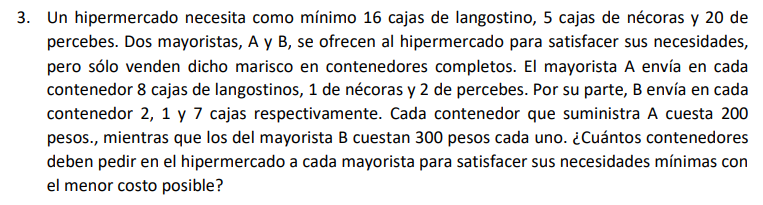 3. Un hipermercado necesita como mínimo 16 cajas de langostino, 5 cajas de nécoras y 20 de
percebes. Dos mayoristas, A y B, se ofrecen al hipermercado para satisfacer sus necesidades,
pero sólo venden dicho marisco en contenedores completos. El mayorista A envía en cada
contenedor 8 cajas de langostinos, 1 de nécoras y 2 de percebes. Por su parte, B envía en cada
contenedor 2, 1 y 7 cajas respectivamente. Cada contenedor que suministra A cuesta 200
pesos., mientras que los del mayorista B cuestan 300 pesos cada uno. ¿Cuántos contenedores
deben pedir en el hipermercado a cada mayorista para satisfacer sus necesidades mínimas con
el menor costo posible?